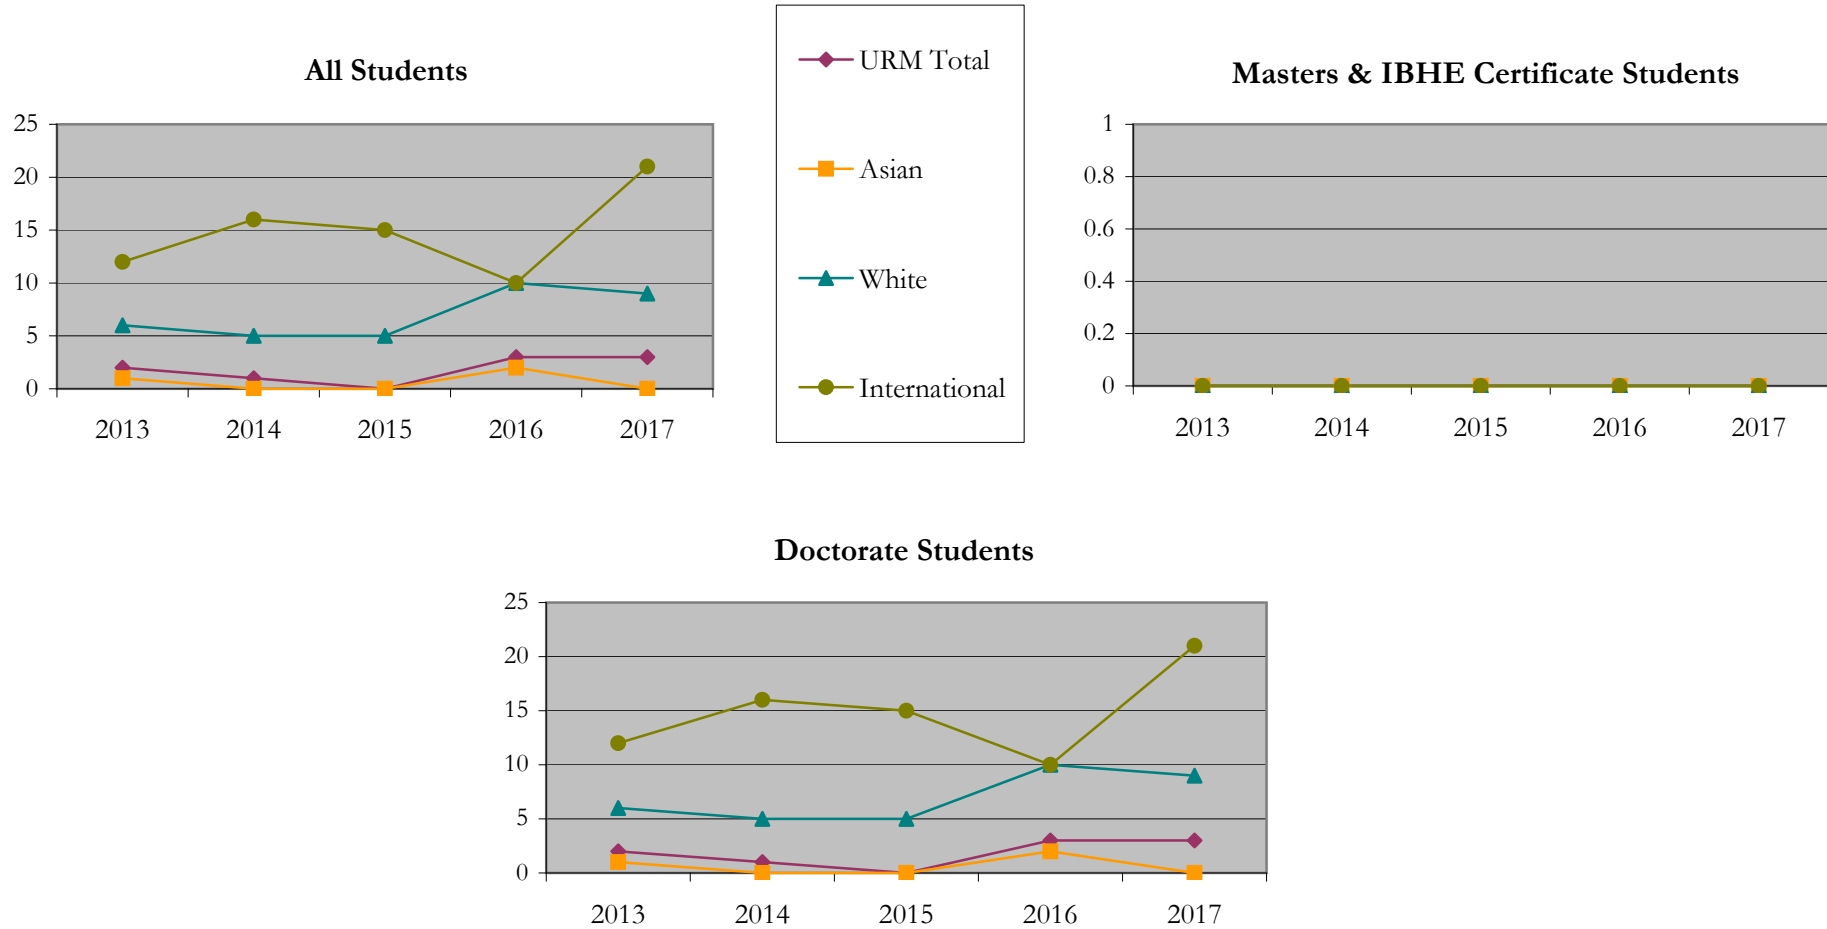 All Students
25
20
15
10
5
0
2013 2014 2015 2016 2017
URM Total
Asian
White
International
Masters & IBHE Certificate Students
1
0.8
0.6
0.4
0.2
0
2013 2014 2015 2016 2017
Doctorate Students
25
20
15
10
5
0
2013 2014 2015 2016 2017